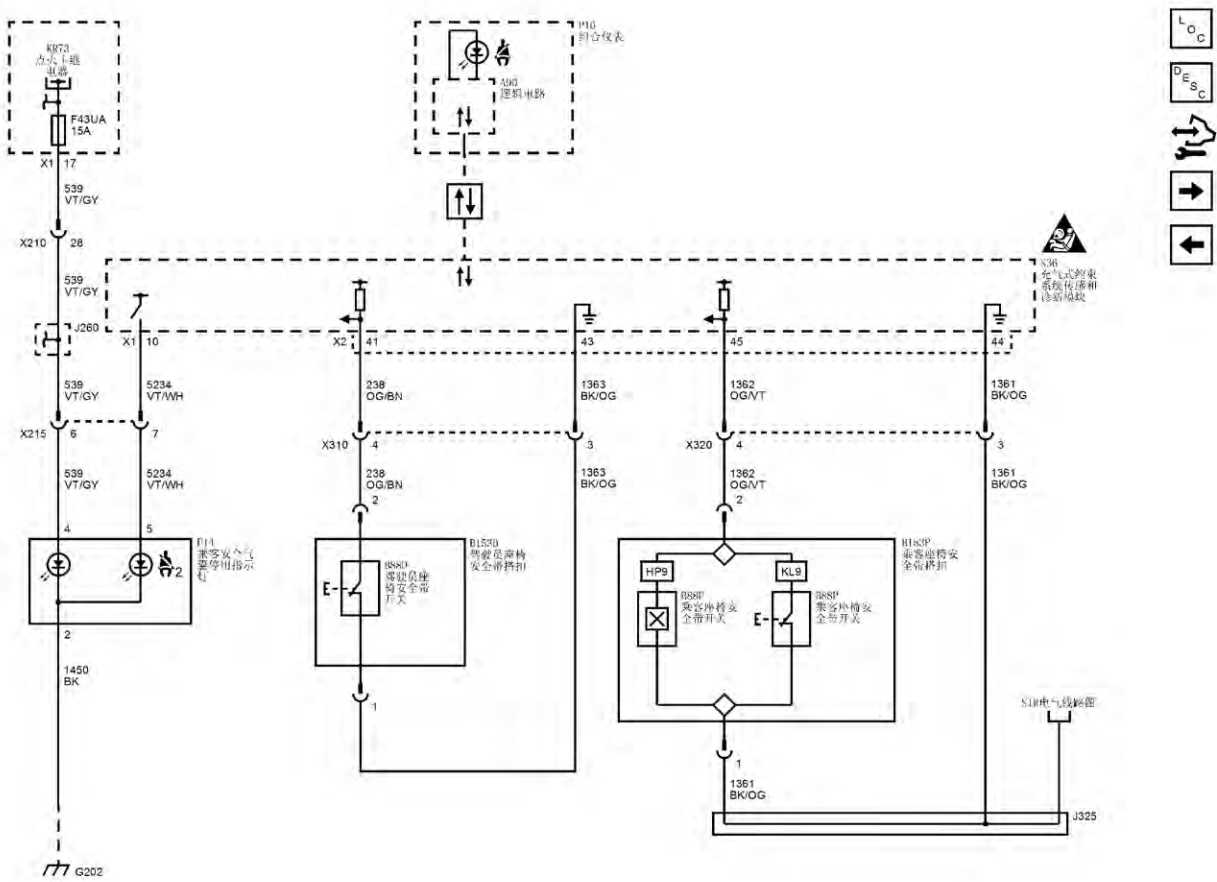 KR73
点火主继
电器
F43UA
15A
X1 17
539
VT/GY
X210 28
539
VT/GY
J260
539
VT/GY
X215 6
539
VT/GY
4
P16
组合仪表
A90
逻辑电路
K36
充气式约束
系统传感和
诊断模块
X1 10
5234
VT/WH
7
5234
VT/WH
5
2
乘客安全气
囊停用指示
灯
2
1450
BK
G202
X2 41
238
OG/BN
X310 4
238
OG/BN
2
驾驶员座椅
安全带搭扣
B88D
驾驶员座
椅安全带
开关
1
43
1363
BK/OG
3
1363
BK/OG
45
1362
OG/VT
X320 4
1362
OG/VT
2
乘客座椅安
全带搭扣
HP9
KL9
B88P
乘客座椅安
全带开关
B88P
乘客座椅安
全带开关
1
1361
BK/OG
44
1361
BK/OG
3
1361
BK/OG
电气线路图
J325
LOC
DESC